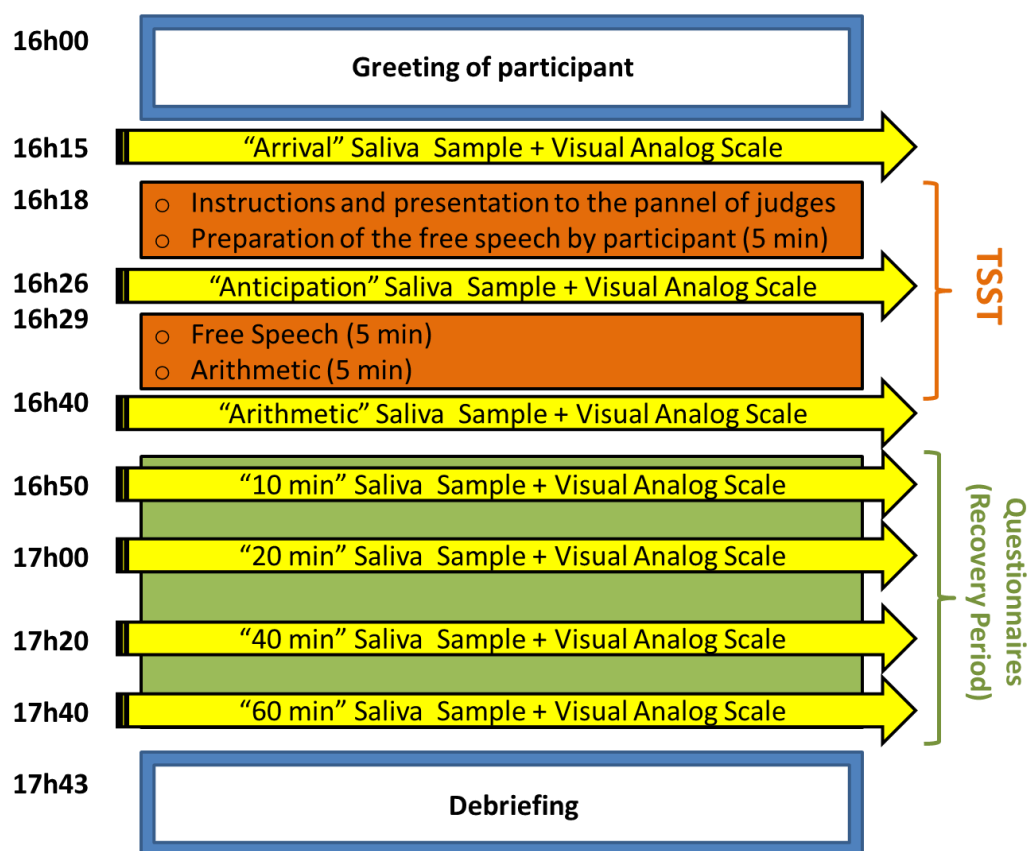 16h00
Greeting of participant
16h15
“Arrival” Saliva Sample + Visual Analog Scale
16h18
o Instructions and presentation to the pannel of judges
o Preparation of the free speech by participant (5 min)
16h26
“Anticipation” Saliva Sample + Visual Analog Scale
16h29
o Free Speech (5 min)
o Arithmetic (5 min)
TSST
16h40
“Arithmetic” Saliva Sample + Visual Analog Scale
16h50
“10 min” Saliva Sample + Visual Analog Scale
17h00
“20 min” Saliva Sample + Visual Analog Scale
17h20
“40 min” Saliva Sample + Visual Analog Scale
17h40
“60 min” Saliva Sample + Visual Analog Scale
Questionnaires
(Recovery Period)
17h43
Debriefing